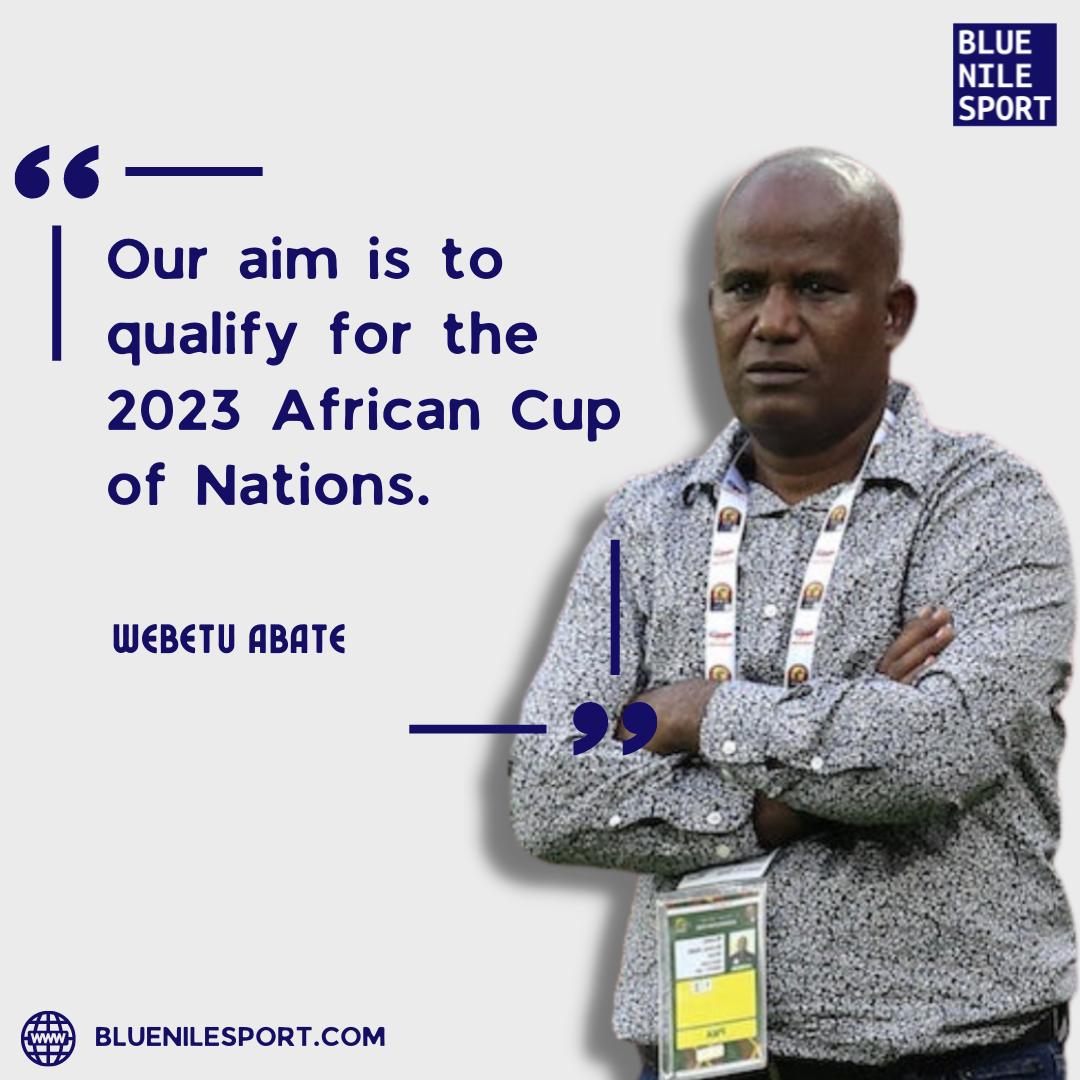 BLUE
NILE
SPORT
“
Our aim is to
qualify for the
2023 African Cup
of Nations.
WEBETU ABATE
”
WWW
BLUENILESPORT.COM